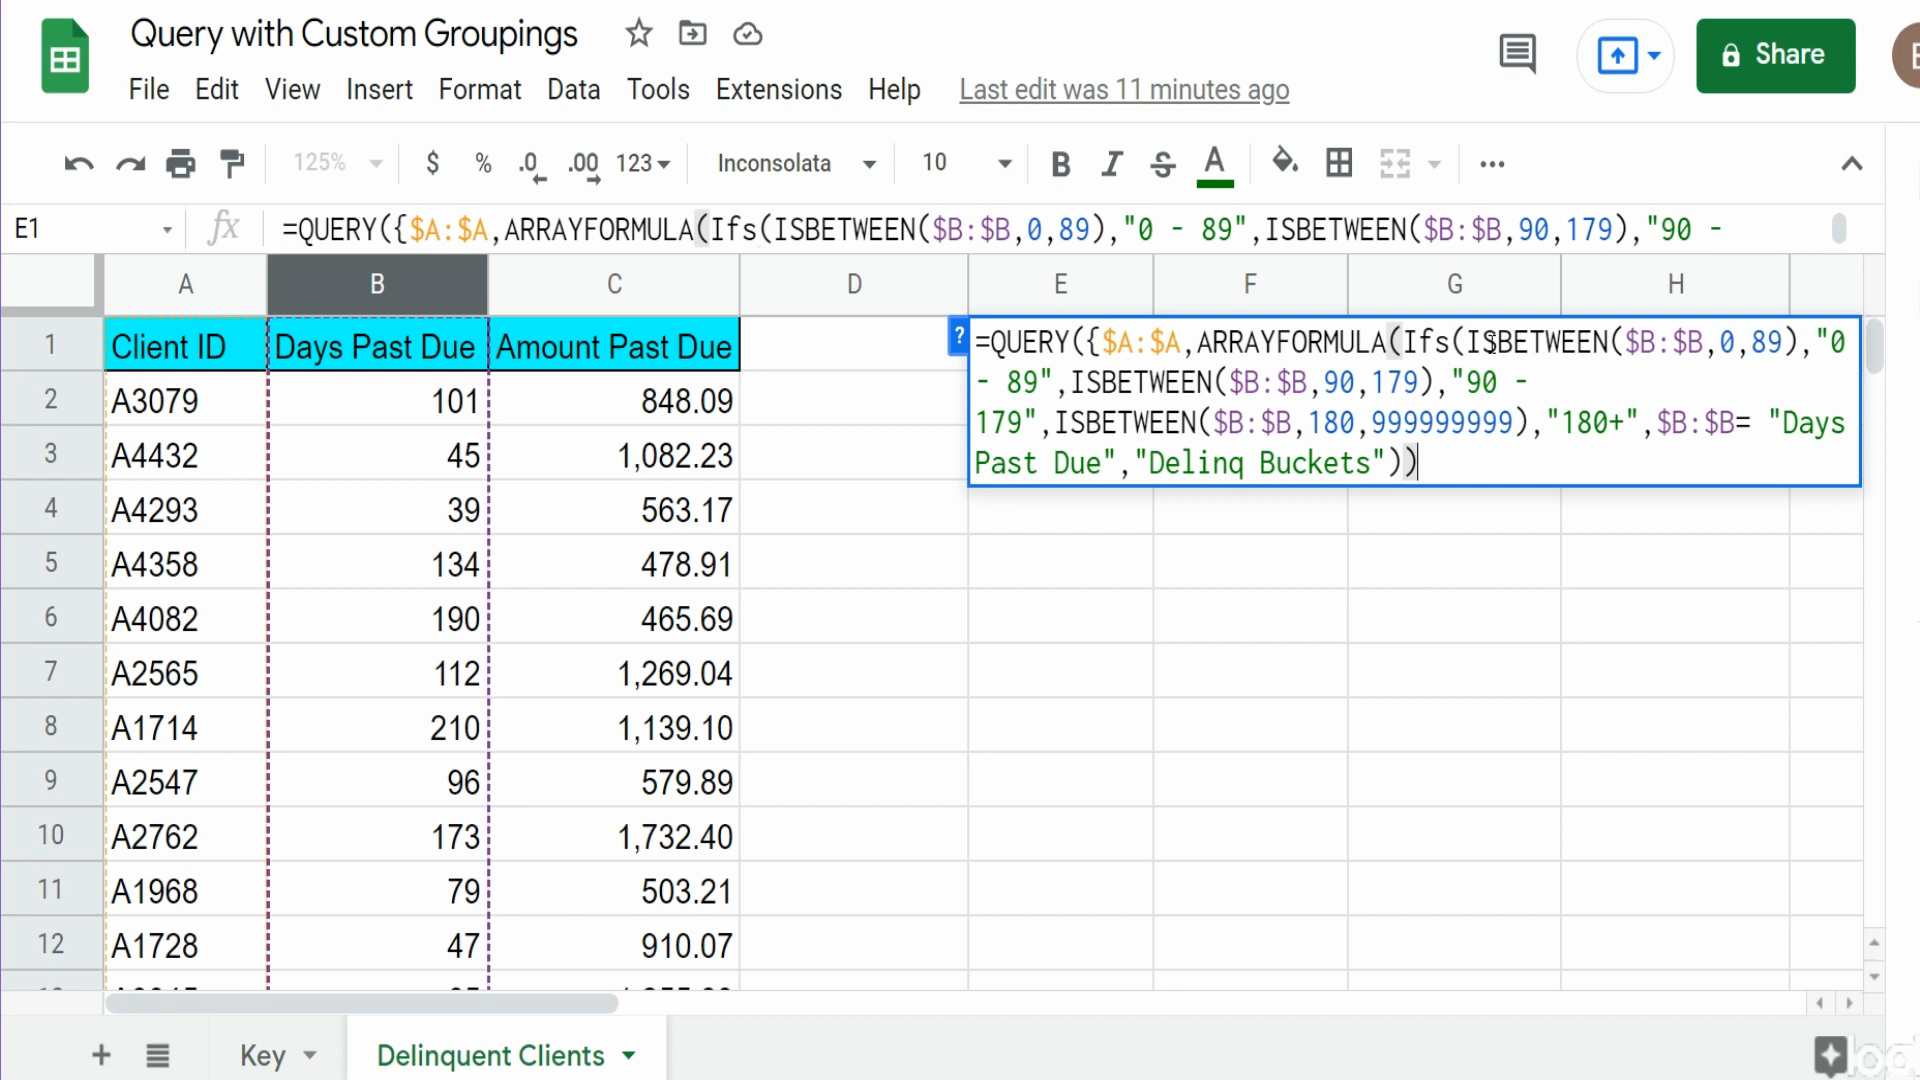 Query with Custom Groupings
File Edit View Insert Format Data Tools Extensions Help Last edit was 11 minutes ago
Share
125% $ % .0 .00 123 Inconsolata 10 B I S A
E1 fx =QUERY({$A:$A,ARRAYFORMULA(Ifs(ISBETWEEN($B:$B,0,89),"0 - 89",ISBETWEEN($B:$B,90,179),"90 -
A B C D E F G H
1 Client ID Days Past Due Amount Past Due
? =QUERY({$A:$A,ARRAYFORMULA(Ifs(ISBETWEEN($B:$B,0,89),"0
- 89",ISBETWEEN($B:$B,90,179),"90 -
179",ISBETWEEN($B:$B,180,999999999),"180+",$B:$B= "Days
Past Due","Delinq Buckets"))
2 A3079 101 848.09
3 A4432 45 1,082.23
4 A4293 39 563.17
5 A4358 134 478.91
6 A4082 190 465.69
7 A2565 112 1,269.04
8 A1714 210 1,139.10
9 A2547 96 579.89
10 A2762 173 1,732.40
11 A1968 79 503.21
12 A1728 47 910.07
+ Key Delinquent Clients